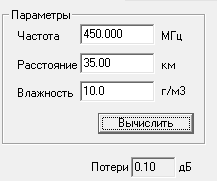 Параметры
Частота 450.000 МГц
Расстояние 35.00 км
Влажность 10.0 г/м3
Вычислить
Потери 0.10 дБ